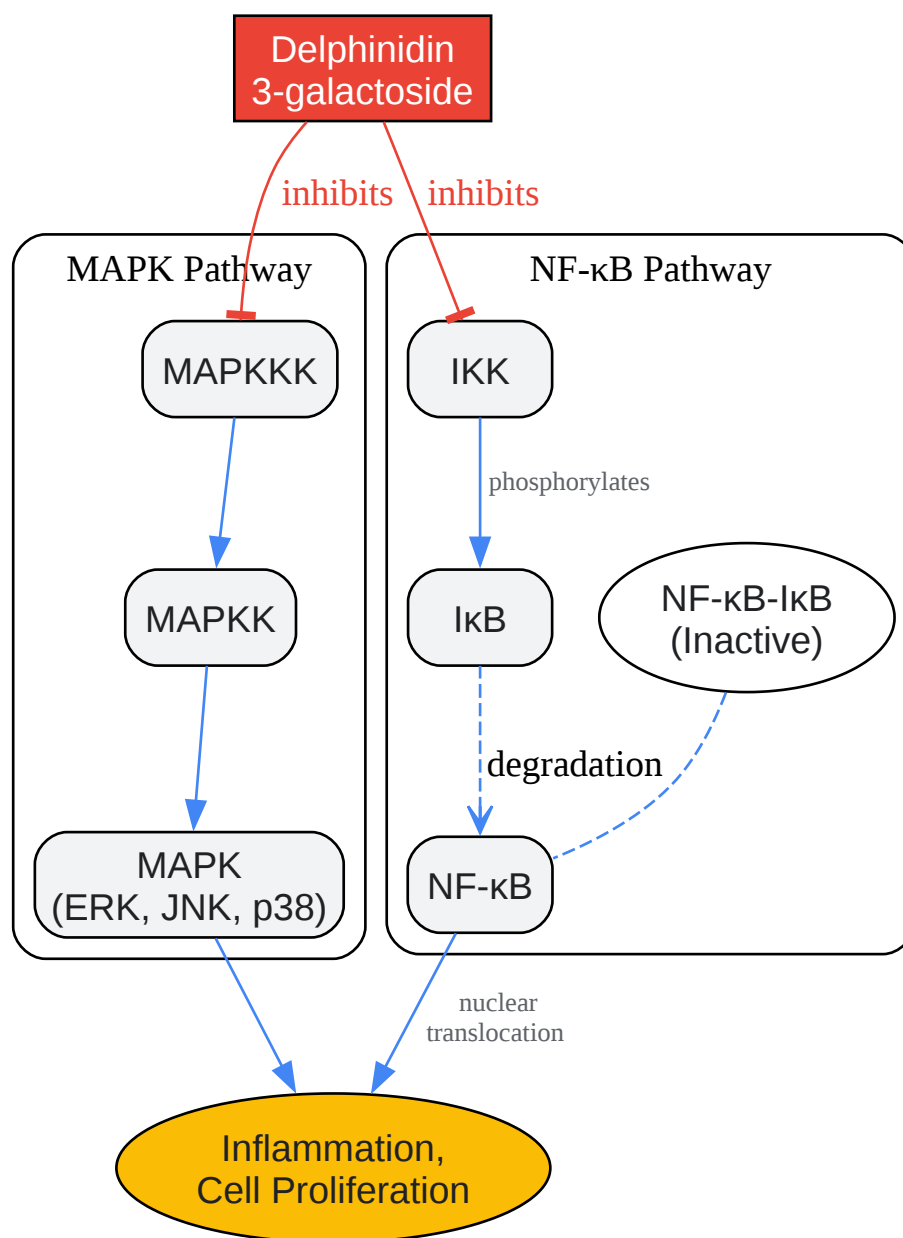 Delphinidin
3-galactoside
inhibits
inhibits
MAPK Pathway
NF-κB Pathway
MAPKKK
IKK
phosphorylates
MAPKK
IκB
NF-κB-IκB
(Inactive)
degradation
MAPK
(ERK, JNK, p38)
NF-κB
nuclear
translocation
Inflammation,
Cell Proliferation